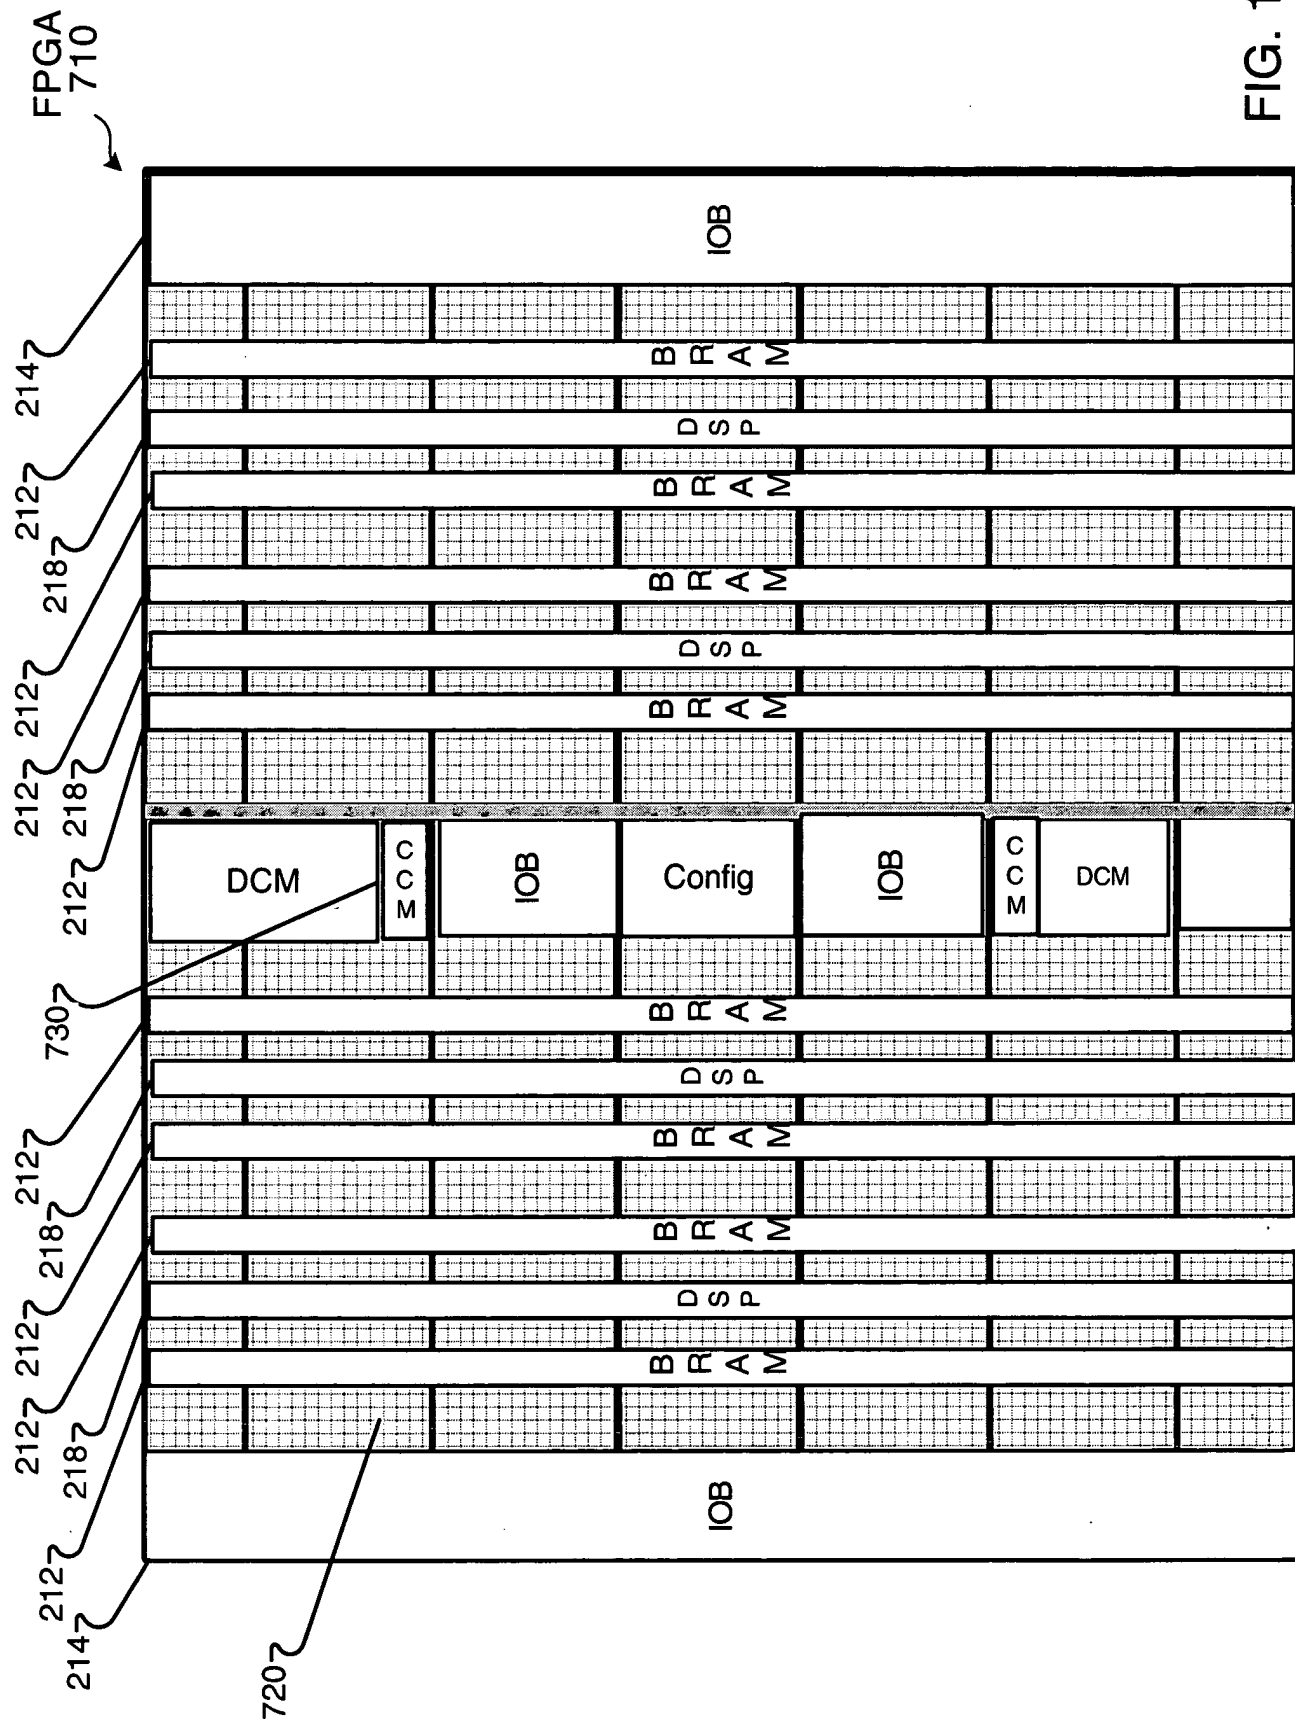 FPGA
710
214
212
218
212
212
218
212
730
212
218
212
212
218
212
214
720
IOB
BRAM
DSP
BRAM
BRAM
DSP
BRAM
DCM
CCM
IOB
Config
IOB
CCM
DCM
BRAM
DSP
BRAM
BRAM
DSP
BRAM
IOB
FIG. 1